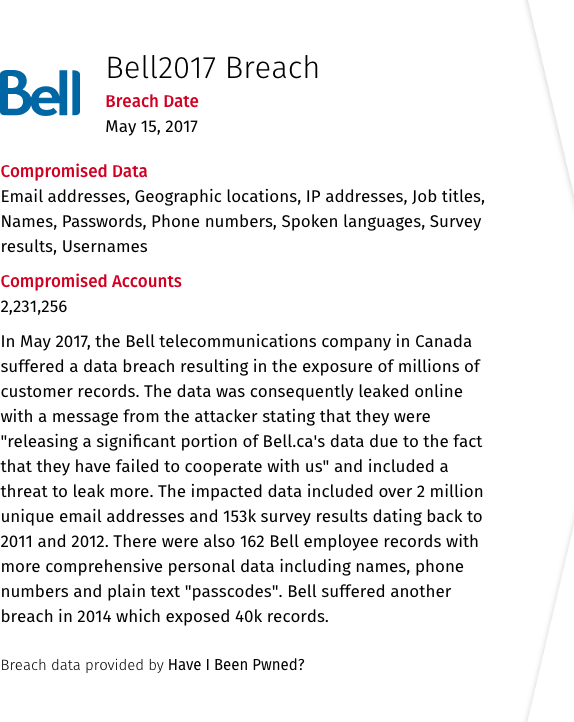 Bell
Bell2017 Breach
Breach Date
May 15, 2017
Compromised Data
Email addresses, Geographic locations, IP addresses, Job titles,
Names, Passwords, Phone numbers, Spoken languages, Survey
results, Usernames
Compromised Accounts
2,231,256
In May 2017, the Bell telecommunications company in Canada
suffered a data breach resulting in the exposure of millions of
customer records. The data was consequently leaked online
with a message from the attacker stating that they were
"releasing a significant portion of Bell.ca's data due to the fact
that they have failed to cooperate with us" and included a
threat to leak more. The impacted data included over 2 million
unique email addresses and 153k survey results dating back to
2011 and 2012. There were also 162 Bell employee records with
more comprehensive personal data including names, phone
numbers and plain text "passcodes". Bell suffered another
breach in 2014 which exposed 40k records.
Breach data provided by Have I Been Pwned?